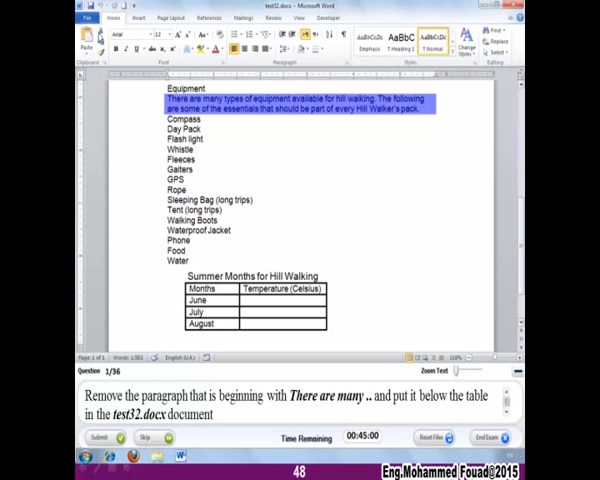 test32.docx - Microsoft Word
File Home Insert Page Layout References Mailings Review View Developer
Paste
Arial 12
AaBbCcDc AaBbC AaBbCcDc
Emphasis ¶ Heading 1 ¶ Normal
Change Styles
Find
Replace
Select
Clipboard Font Paragraph Styles Editing
Equipment
There are many types of equipment available for hill walking. The following
are some of the essentials that should be part of every Hill Walker's pack.
Compass
Day Pack
Flash light
Whistle
Fleeces
Gaiters
GPS
Rope
Sleeping Bag (long trips)
Tent (long trips)
Walking Boots
Waterproof Jacket
Phone
Food
Water
Summer Months for Hill Walking
Months Temperature (Celsius)
June
July
August
Page: 1 of 1 Words: 1/302 English (U.K.) 110%
Question 1/36 Zoom Text
Remove the paragraph that is beginning with There are many .. and put it below the table
in the test32.docx document
Submit Skip Time Remaining 00:45:00 Reset Files End Exam
48 Eng.Mohammed Fouad@2015